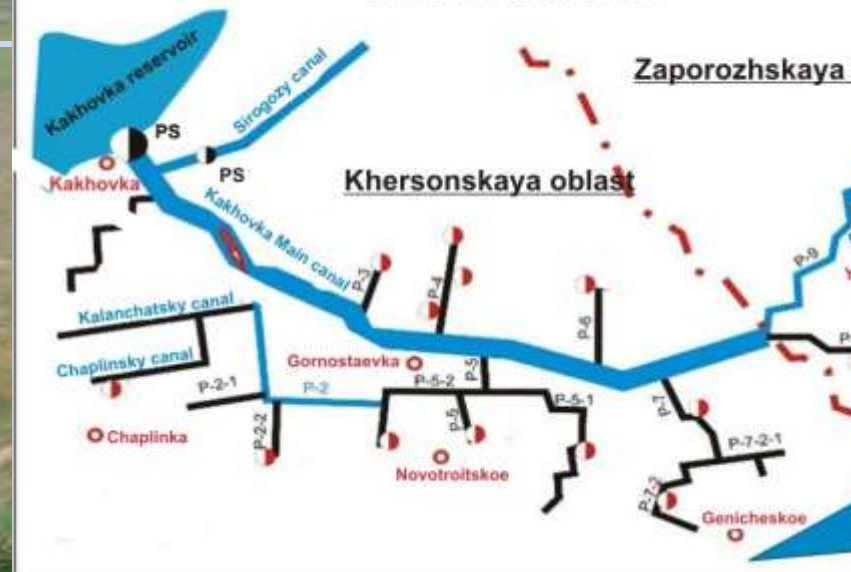 Zaporozhskaya
Kakhovka reservoir
PS
Sirogozy canal
PS
Kakhovka
Khersonskaya oblast
Kakhovka Main canal
P-9
P-4
Kalanchatsky canal
P-6
Chaplinsky canal
Gornostaevka
P-5
P-2-1
P-2
P-5-2
P-5-1
P-7
Chaplinka
P-2-2
Novotroitskoe
P-7-2-1
P-7-2
Genicheskoe